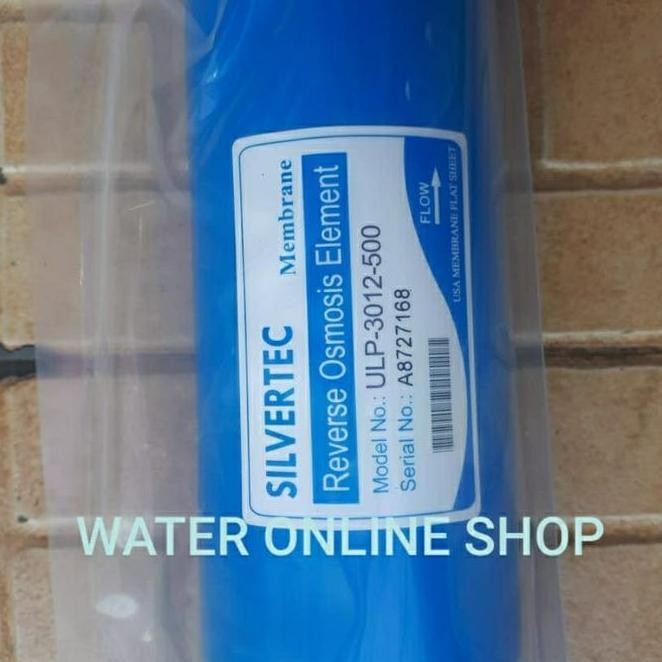 SILVERTEC Membrane
Reverse Osmosis Element
Model No.: ULP-3012-500
Serial No.: A8727168
FLOW
USA MEMBRANE FLAT SHEET
WATER ONLINE SHOP